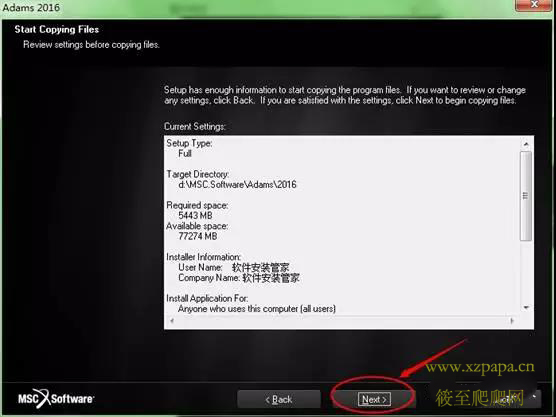 Adams 2016
Start Copying Files
Review settings before copying files.
Setup has enough information to start copying the program files. If you want to review or change
any settings, click Back. If you are satisfied with the settings, click Next to begin copying files.
Current Settings:
Setup Type:
Full
Target Directory:
d:\MSC.Software\Adams\2016
Required space:
5443 MB
Available space:
77274 MB
Installer Information:
User Name: 软件安装管家
Company Name: 软件安装管家
Install Application For:
Anyone who uses this computer (all users)
www.xzpapa.cn
MSC Software
< Back
Next >
筱至爬爬网